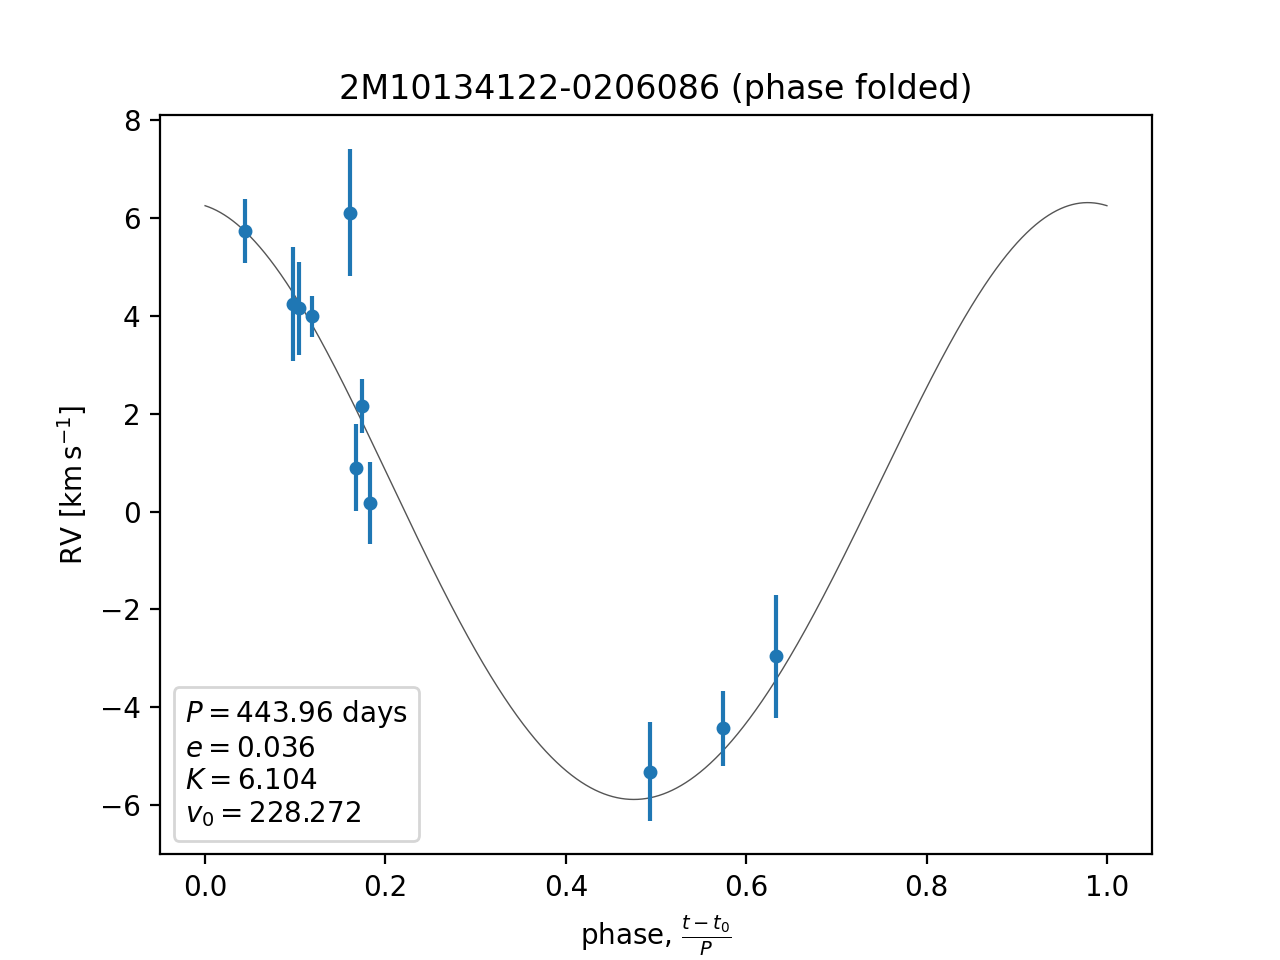 2M10134122-0206086 (phase folded)
8
6
4
2
0
−2
−4
−6
RV [km s⁻¹]
P = 443.96 days
e = 0.036
K = 6.104
v₀ = 228.272
0.0 0.2 0.4 0.6 0.8 1.0
phase, \frac{t − t₀}{P}